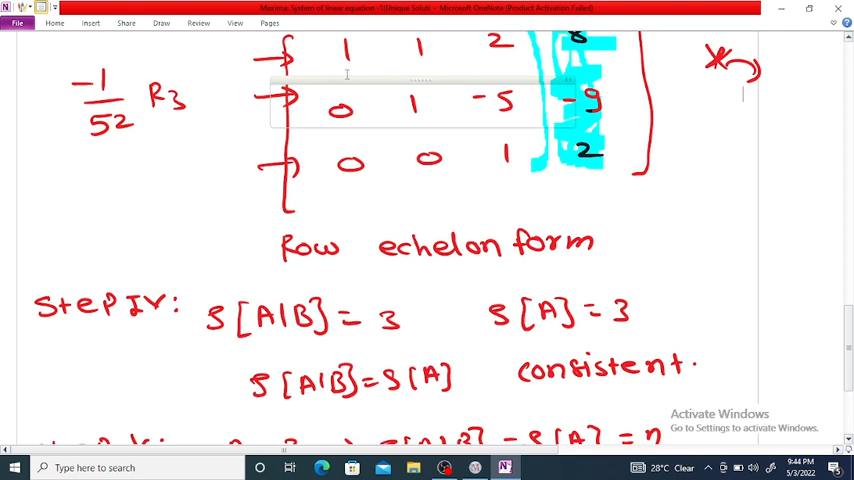 Maxima: System of linear equation -1(Unique Soluti - Microsoft OneNote (Product Activation Failed)
File Home Insert Share Draw Review View Pages
1 1 2 8
-1/52 R3
0 1 -5 -9
0 0 1 2
Row echelon form
Step IV: ρ[A|B] = 3 ρ[A] = 3
ρ[A|B] = ρ[A] consistent.
ρ[A|B] = ρ[A] = n
Activate Windows
Go to Settings to activate Windows.
Type here to search
28°C Clear
9:44 PM
5/3/2022
5